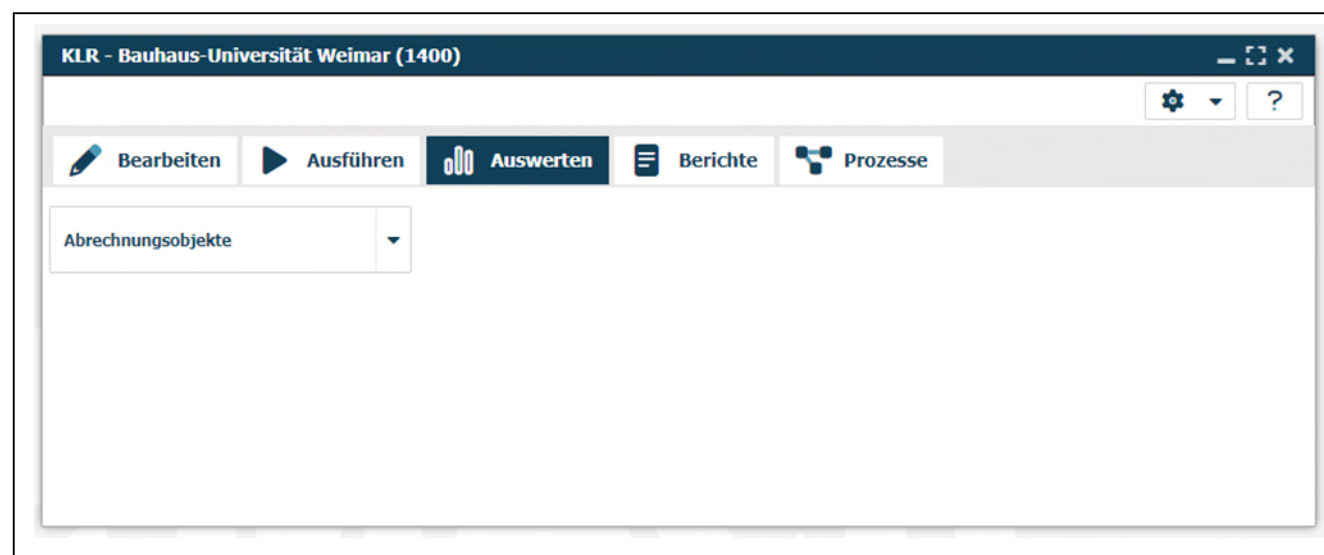 KLR - Bauhaus-Universität Weimar (1400)
?
Bearbeiten Ausführen Auswerten Berichte Prozesse
Abrechnungsobjekte